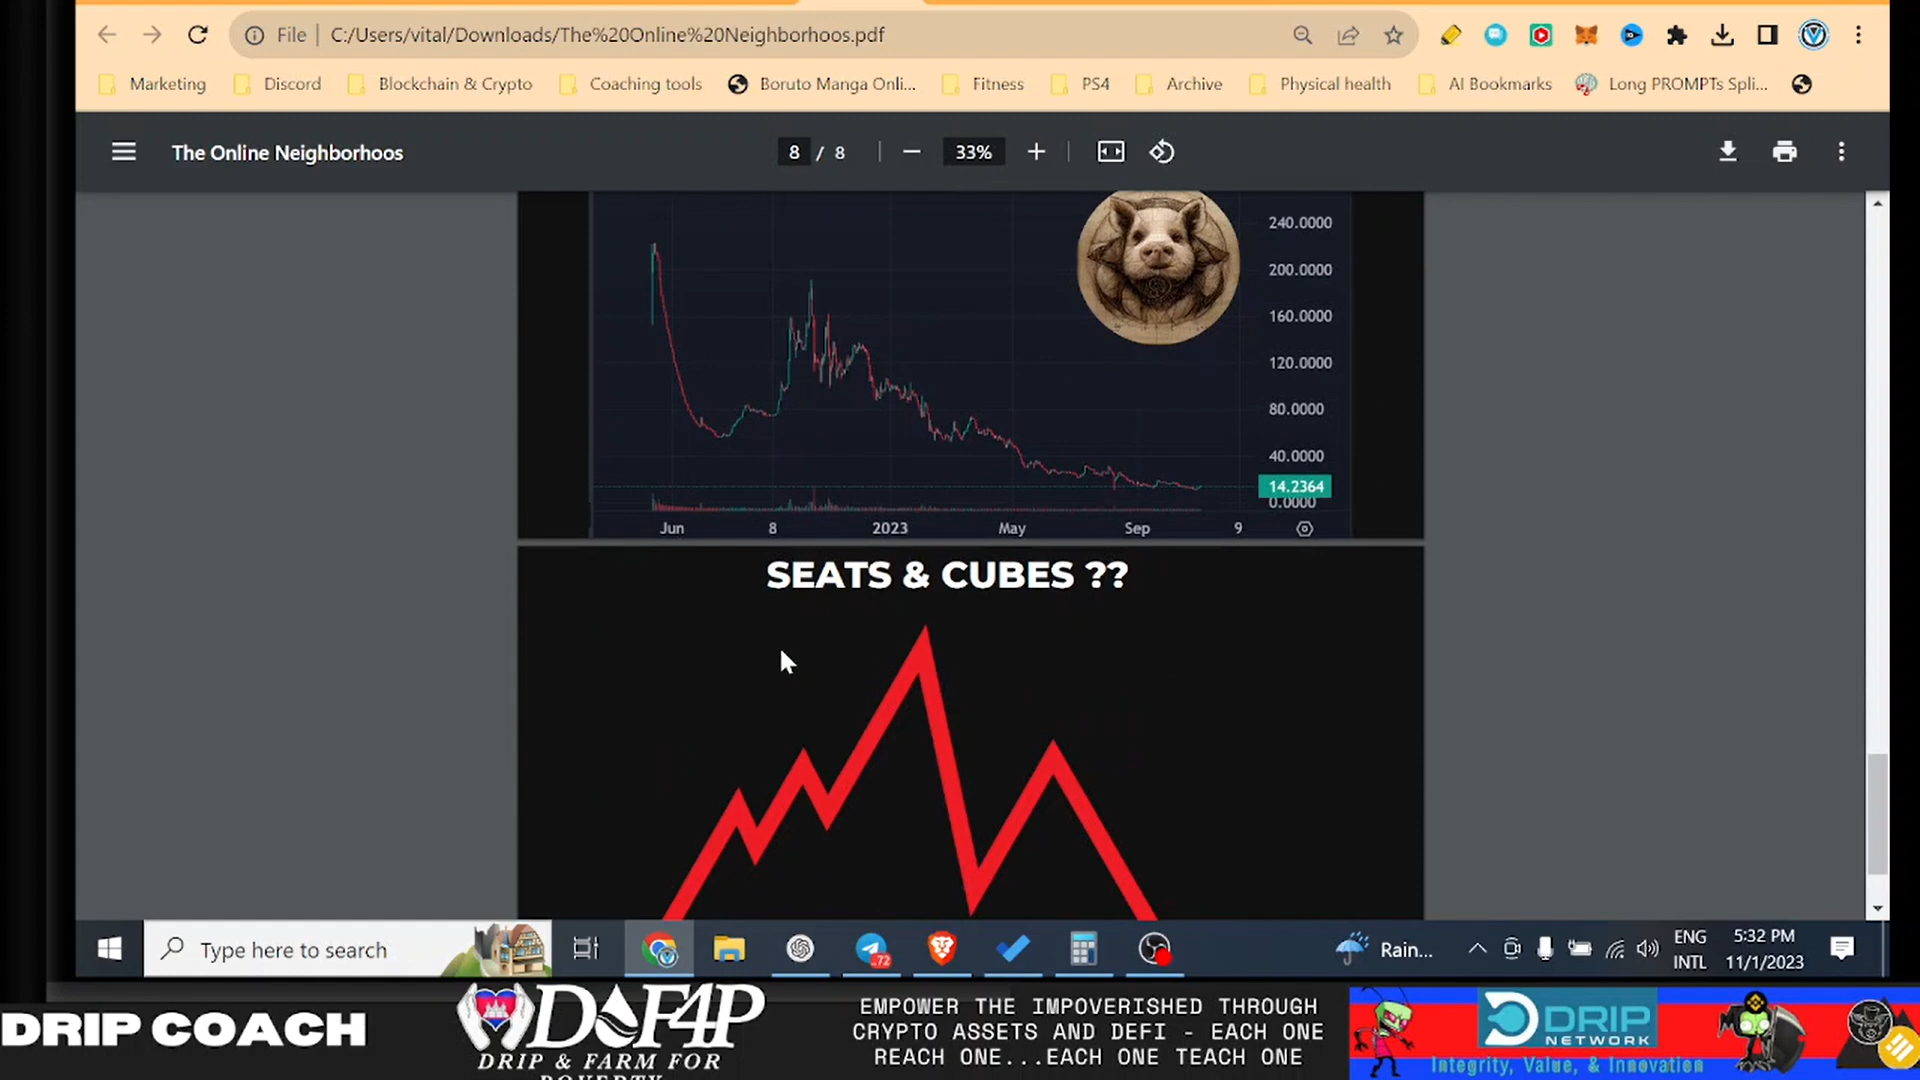 File
C:/Users/vital/Downloads/The%20Online%20Neighborhoos.pdf
Marketing
Discord
Blockchain & Crypto
Coaching tools
Boruto Manga Onli...
Fitness
PS4
Archive
Physical health
AI Bookmarks
Long PROMPTs Spli...
The Online Neighborhoos
8 / 8
33%
240.0000
200.0000
160.0000
120.0000
80.0000
40.0000
14.2364
0.0000
Jun
8
2023
May
Sep
9
SEATS & CUBES ??
Type here to search
72
Rain...
ENG
INTL
5:32 PM
11/1/2023
DRIP COACH
D&F4P
DRIP & FARM FOR
POVERTY
EMPOWER THE IMPOVERISHED THROUGH
CRYPTO ASSETS AND DEFI - EACH ONE
REACH ONE...EACH ONE TEACH ONE
DRIP
NETWORK
Integrity, Value, & Innovation